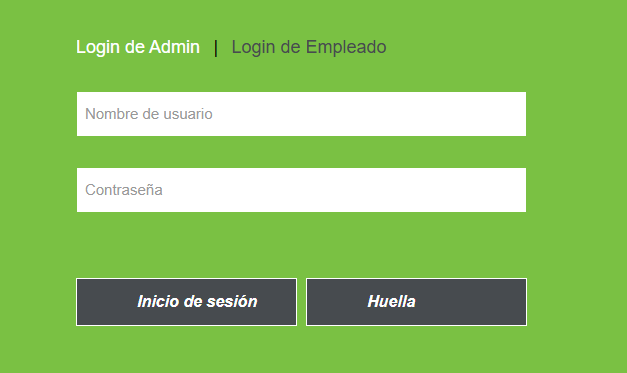 Login de Admin | Login de Empleado
Nombre de usuario
Contraseña
Inicio de sesión Huella